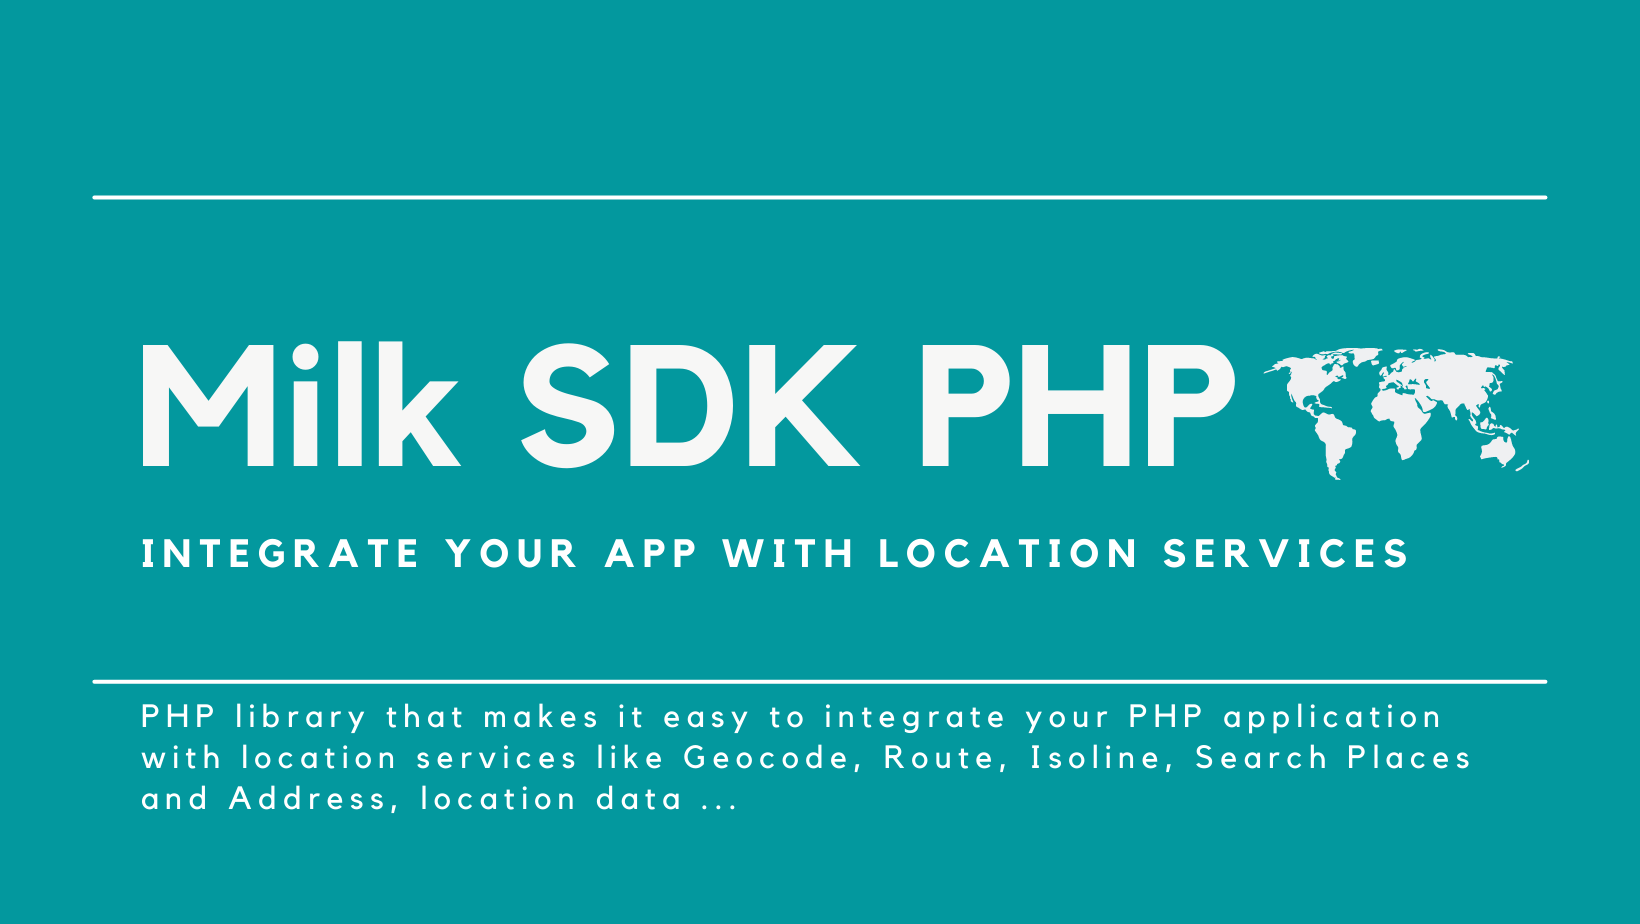 Milk SDK PHP
INTEGRATE YOUR APP WITH LOCATION SERVICES
PHP library that makes it easy to integrate your PHP application
with location services like Geocode, Route, Isoline, Search Places
and Address, location data ...